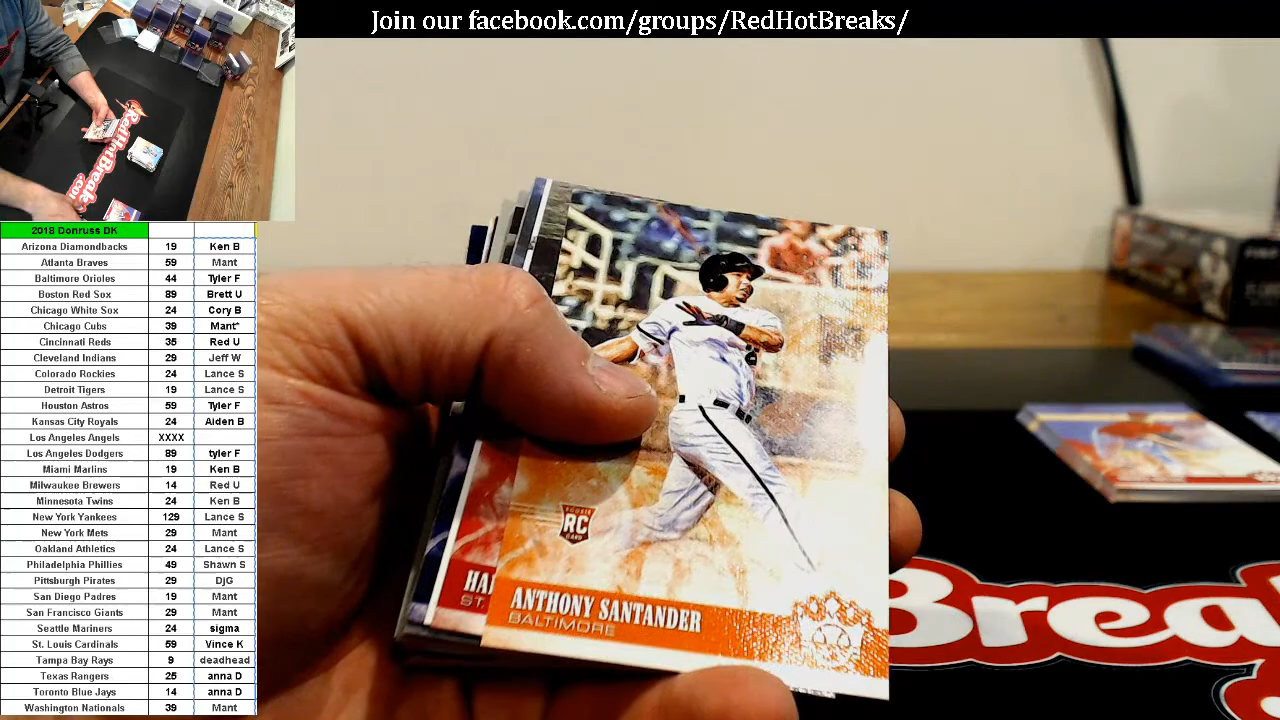 Join our facebook.com/groups/RedHotBreaks/
RedHotBreak
.com
2018 Donruss DK
Arizona Diamondbacks 19 Ken B
Atlanta Braves 59 Mant
Baltimore Orioles 44 Tyler F
Boston Red Sox 89 Brett U
Chicago White Sox 24 Cory B
Chicago Cubs 39 Mant*
Cincinnati Reds 35 Red U
Cleveland Indians 29 Jeff W
Colorado Rockies 24 Lance S
Detroit Tigers 19 Lance S
Houston Astros 59 Tyler F
Kansas City Royals 24 Aiden B
Los Angeles Angels XXXX
Los Angeles Dodgers 89 tyler F
Miami Marlins 19 Ken B
Milwaukee Brewers 14 Red U
Minnesota Twins 24 Ken B
New York Yankees 129 Lance S
New York Mets 29 Mant
Oakland Athletics 24 Lance S
Philadelphia Phillies 49 Shawn S
Pittsburgh Pirates 29 DjG
San Diego Padres 19 Mant
San Francisco Giants 29 Mant
Seattle Mariners 24 sigma
St. Louis Cardinals 59 Vince K
Tampa Bay Rays 9 deadhead
Texas Rangers 25 anna D
Toronto Blue Jays 14 anna D
Washington Nationals 39 Mant
ROOKIE
RC
CARD
HA
ST.
ANTHONY SANTANDER
BALTIMORE
Brea